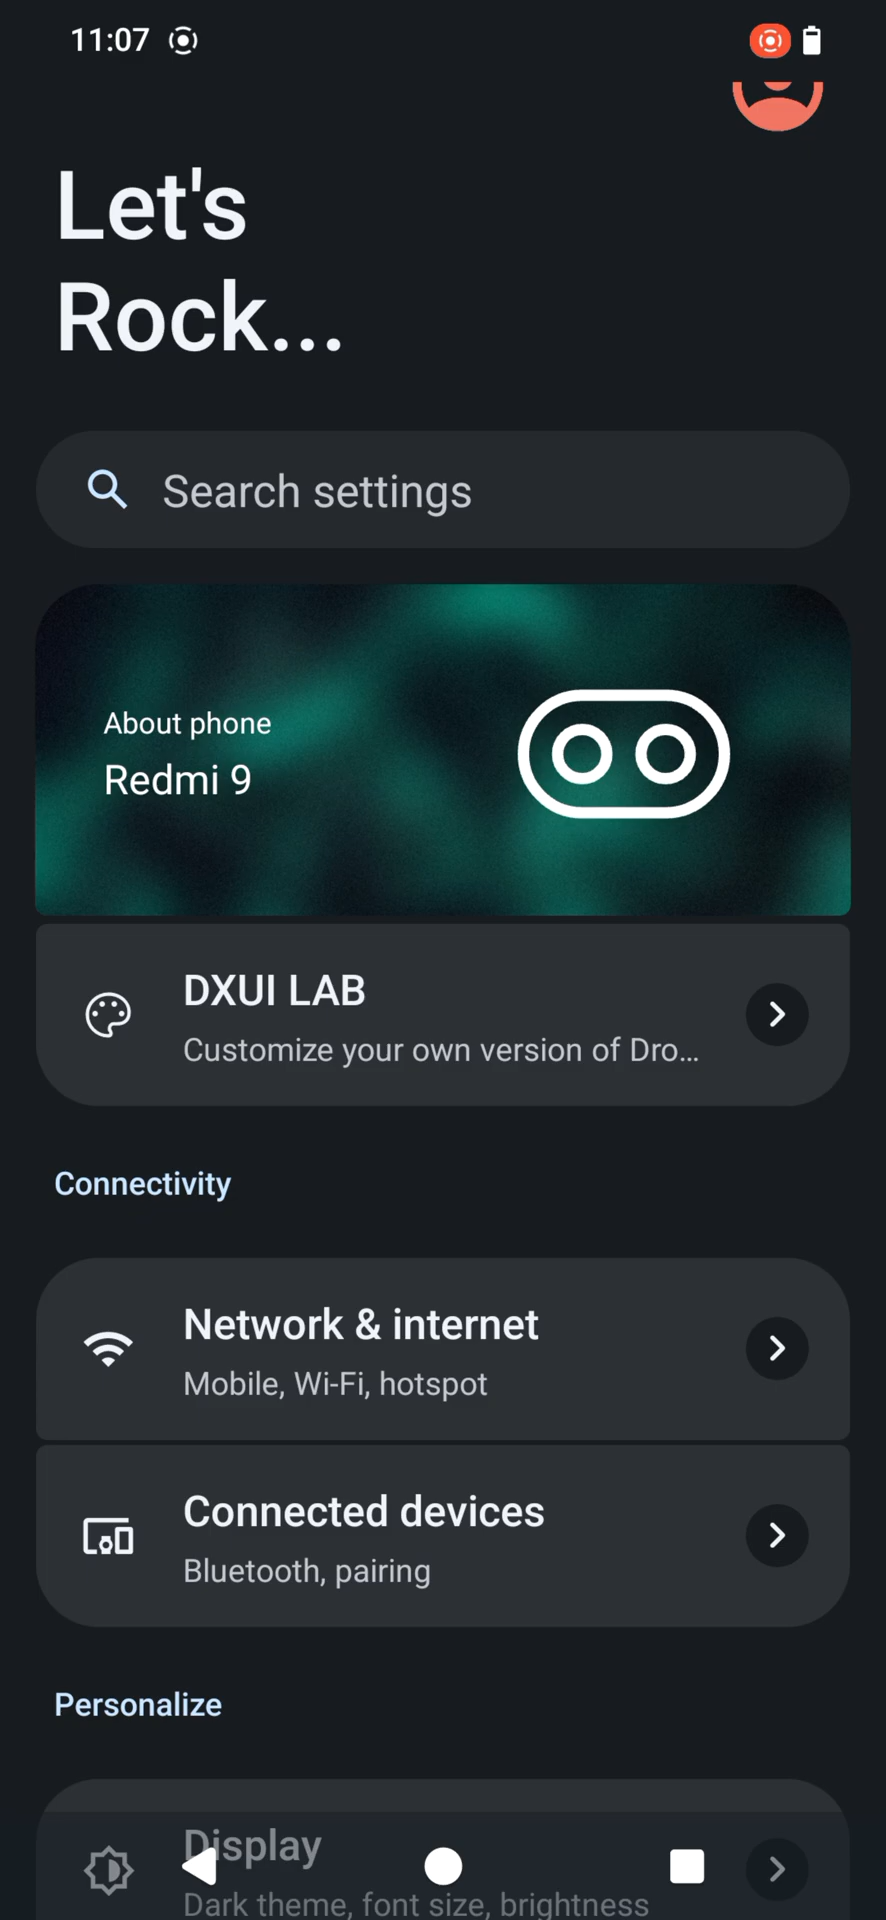 11:07
Let's
Rock...
Search settings
About phone
Redmi 9
DXUI LAB
Customize your own version of Dro...
Connectivity
Network & internet
Mobile, Wi-Fi, hotspot
Connected devices
Bluetooth, pairing
Personalize
Display
Dark theme, font size, brightness